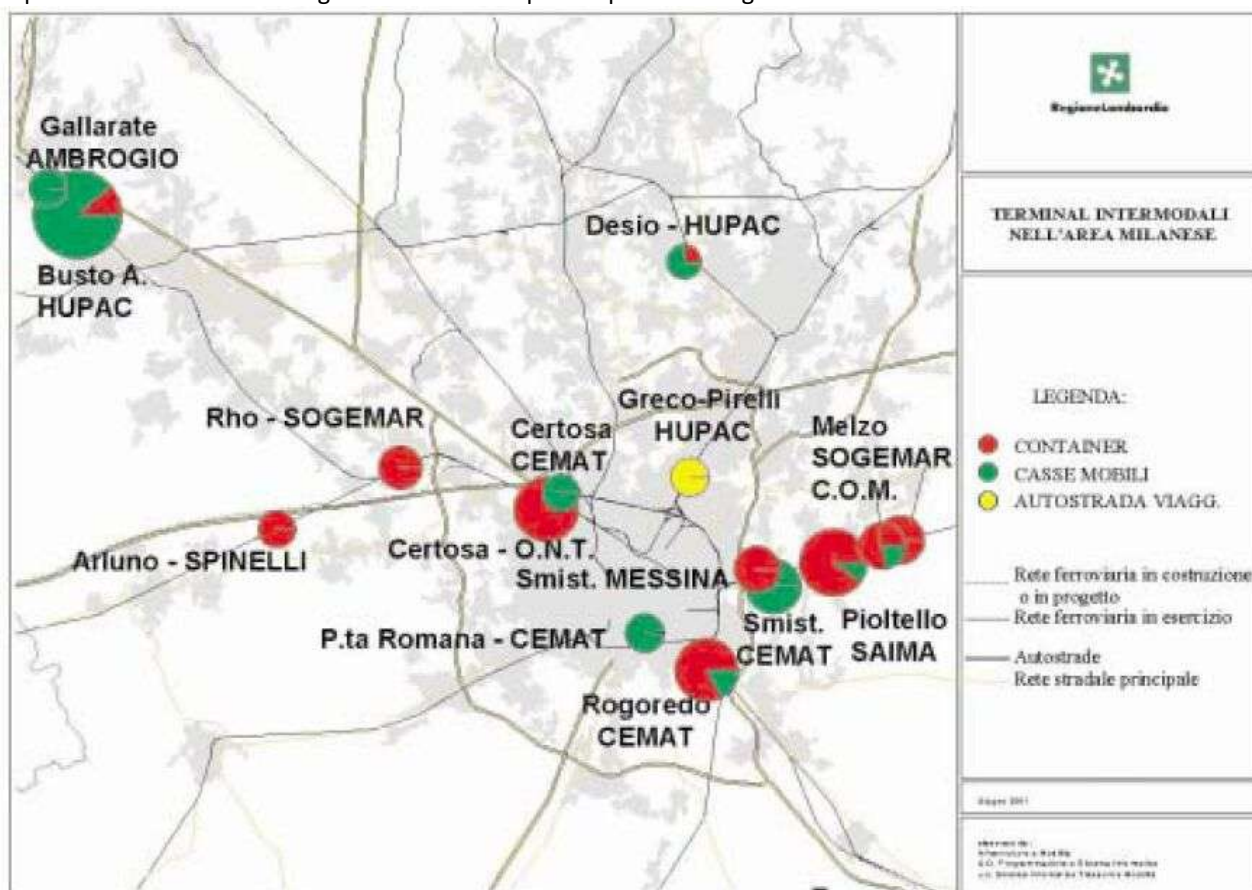 Gallarate
AMBROGIO
Busto A.
HUPAC
Desio - HUPAC
Rho - SOGEMAR
Certosa
CEMAT
Greco-Pirelli
HUPAC
Melzo
SOGEMAR
C.O.M.
Arluno - SPINELLI
Certosa - O.N.T.
Smist. MESSINA
P.ta Romana - CEMAT
Smist.
CEMAT
Pioltello
SAIMA
Rogoredo
CEMAT
RegioneLombardia
TERMINAL INTERMODALI
NELL'AREA MILANESE
LEGENDA:
CONTAINER
CASSE MOBILI
AUTOSTRADA VIAGG.
Rete ferroviaria in costruzione
o in progetto
Rete ferroviaria in esercizio
Autostrade
Rete stradale principale